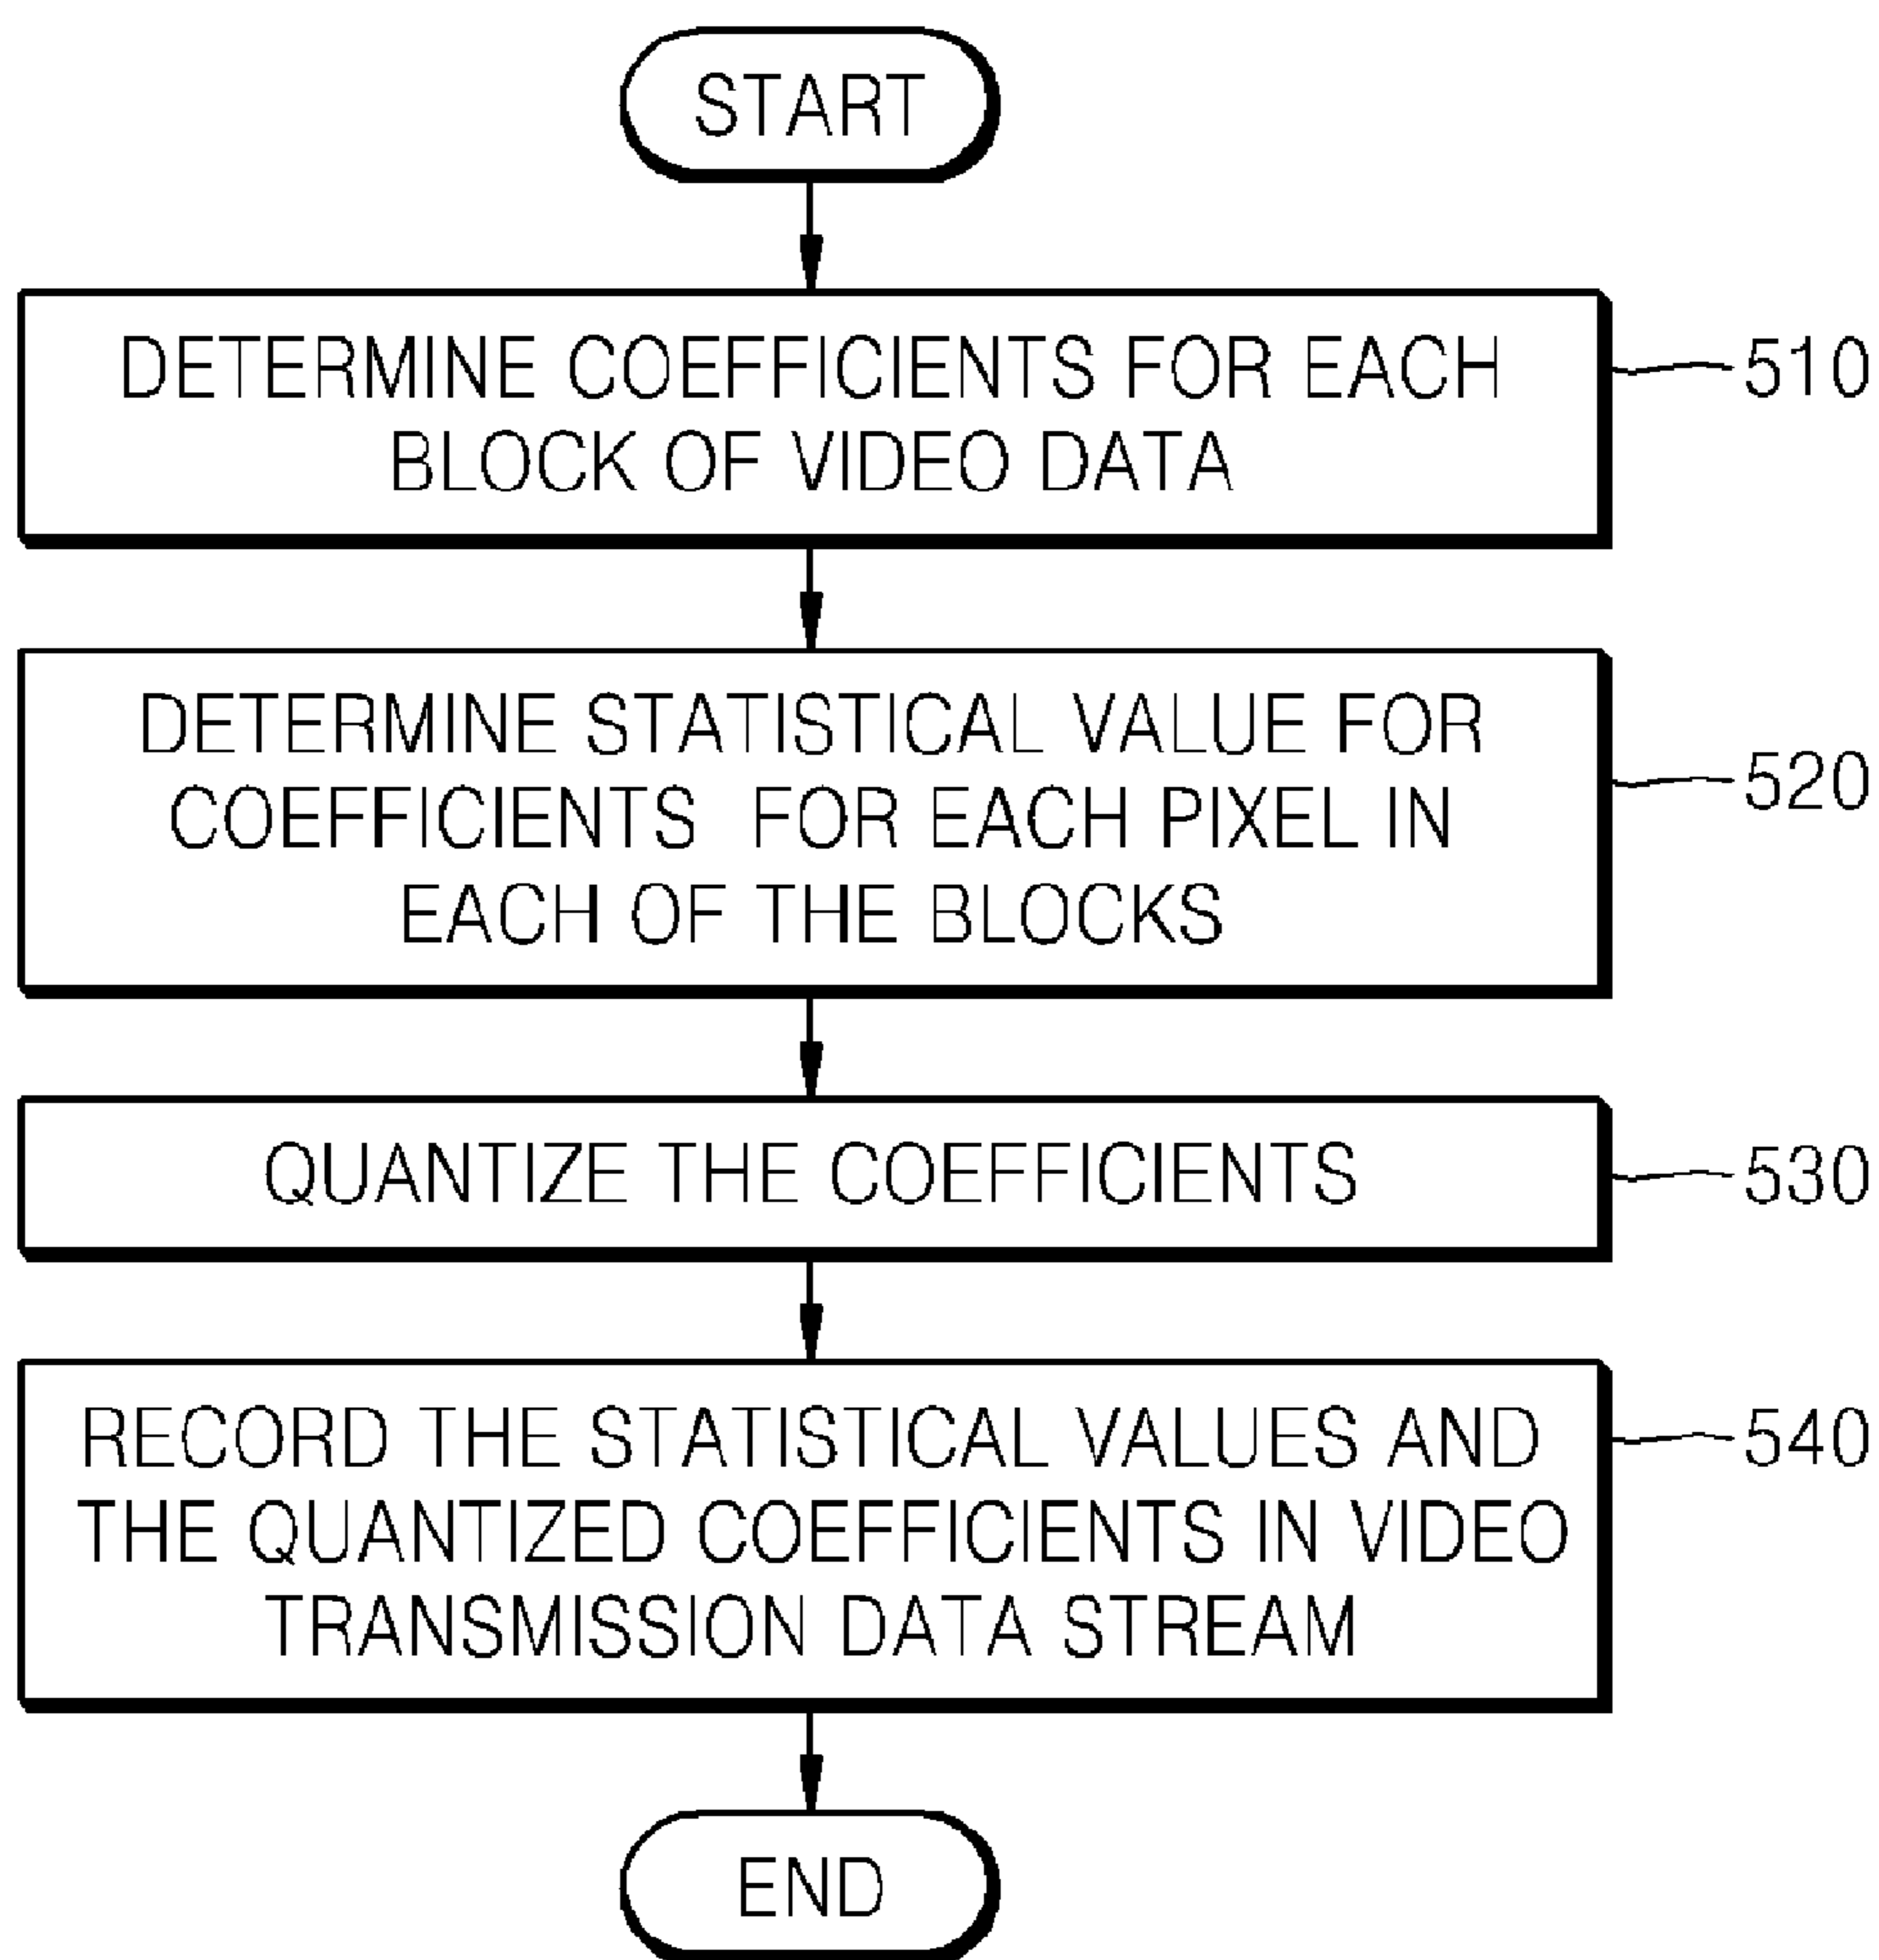 START
DETERMINE COEFFICIENTS FOR EACH
BLOCK OF VIDEO DATA
510
DETERMINE STATISTICAL VALUE FOR
COEFFICIENTS FOR EACH PIXEL IN
EACH OF THE BLOCKS
520
QUANTIZE THE COEFFICIENTS
530
RECORD THE STATISTICAL VALUES AND
THE QUANTIZED COEFFICIENTS IN VIDEO
TRANSMISSION DATA STREAM
540
END